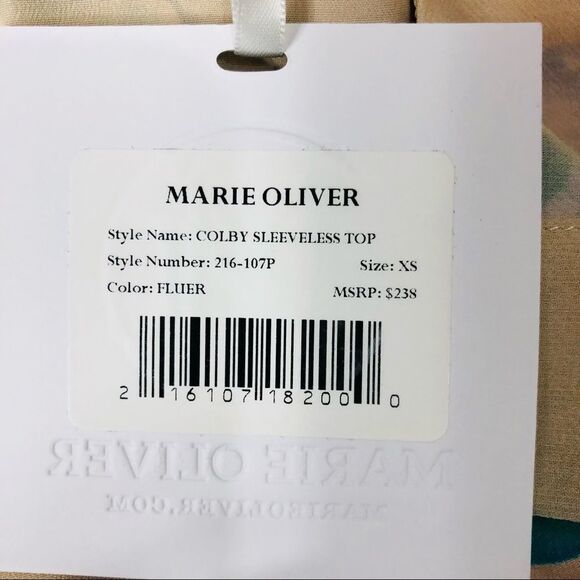 MARIE OLIVER
Style Name: COLBY SLEEVELESS TOP
Style Number: 216-107P Size: XS
Color: FLUER MSRP: $238
2 16107 18200 0
MARIE OLIVER
MARIEOLIVER.COM